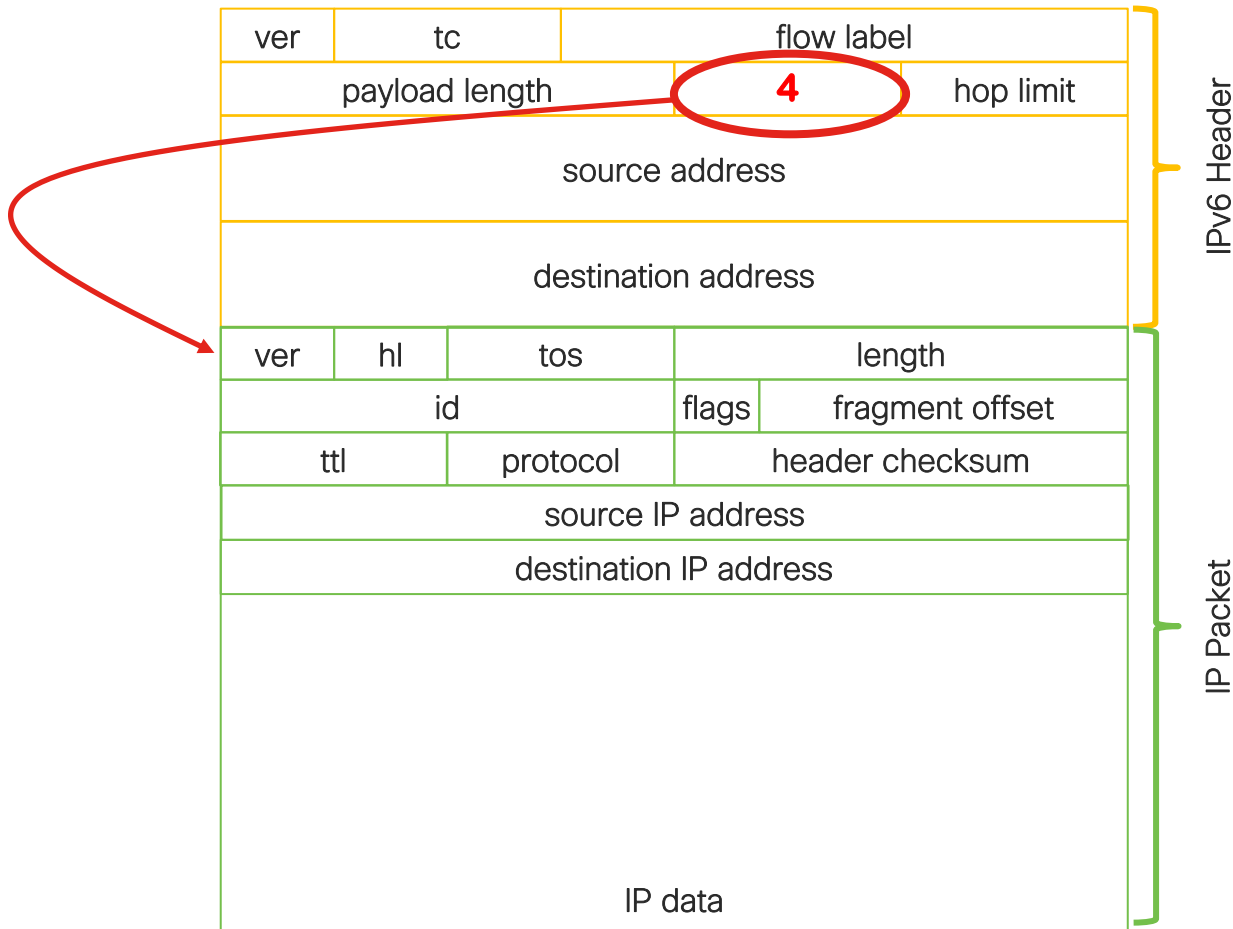 ver tc flow label
payload length 4 hop limit
source address
destination address
IPv6 Header
ver hl tos length
id flags fragment offset
ttl protocol header checksum
source IP address
destination IP address
IP data
IP Packet